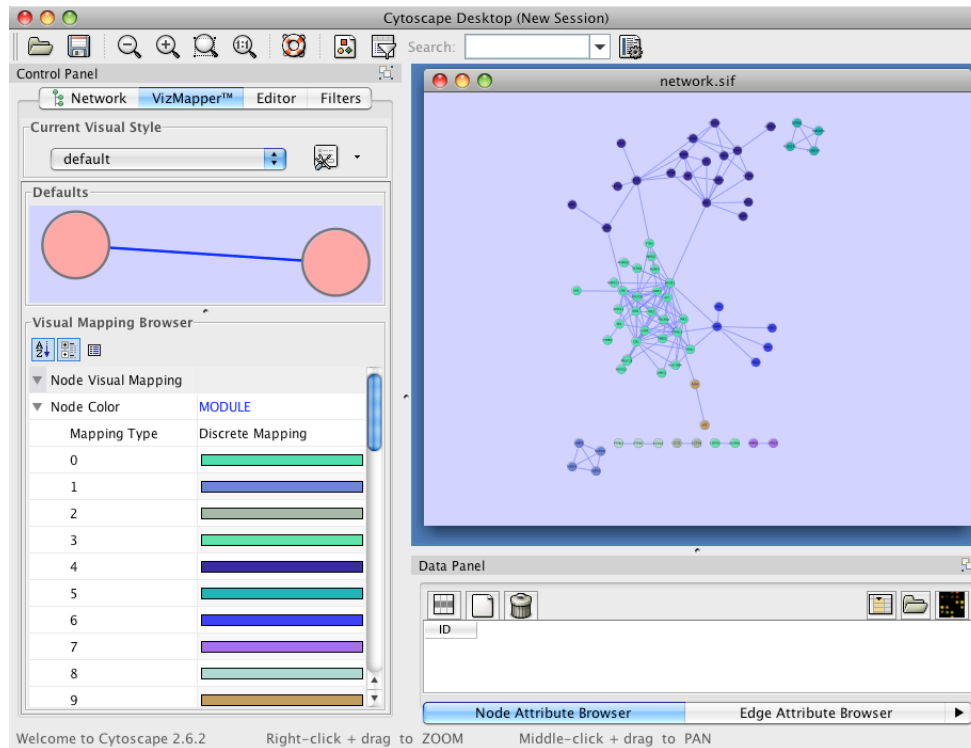 Cytoscape Desktop (New Session)
Search:
Control Panel
Network VizMapper™ Editor Filters
Current Visual Style
default
Defaults
Visual Mapping Browser
Node Visual Mapping
Node Color MODULE
Mapping Type Discrete Mapping
0
1
2
3
4
5
6
7
8
9
network.sif
Data Panel
ID
Node Attribute Browser Edge Attribute Browser
Welcome to Cytoscape 2.6.2 Right-click + drag to ZOOM Middle-click + drag to PAN